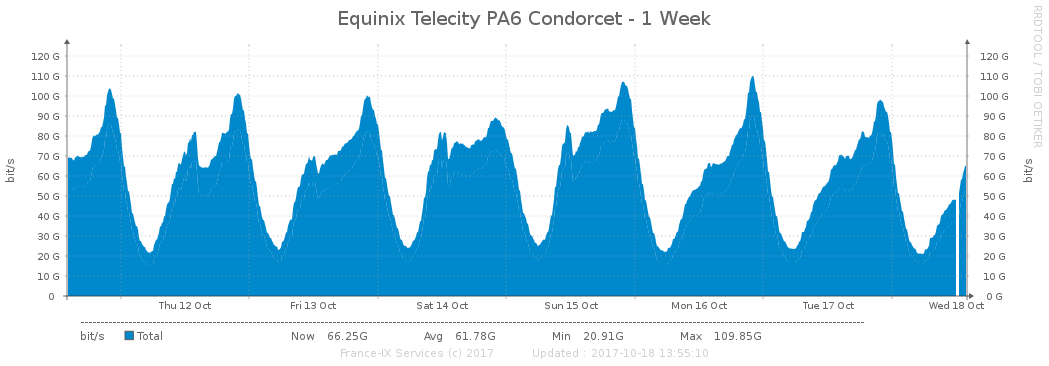 Equinix Telecity PA6 Condorcet - 1 Week
RRDTOOL / TOBI OETIKER
120 G 120 G
110 G 110 G
100 G 100 G
90 G 90 G
80 G 80 G
70 G 70 G
60 G 60 G
50 G 50 G
40 G 40 G
30 G 30 G
20 G 20 G
10 G 10 G
0 0 G
bit/s bit/s
Thu 12 Oct Fri 13 Oct Sat 14 Oct Sun 15 Oct Mon 16 Oct Tue 17 Oct Wed 18 Oct
bit/s Total Now 66.25G Avg 61.78G Min 20.91G Max 109.85G
France-IX Services (c) 2017 Updated : 2017-10-18 13:55:10